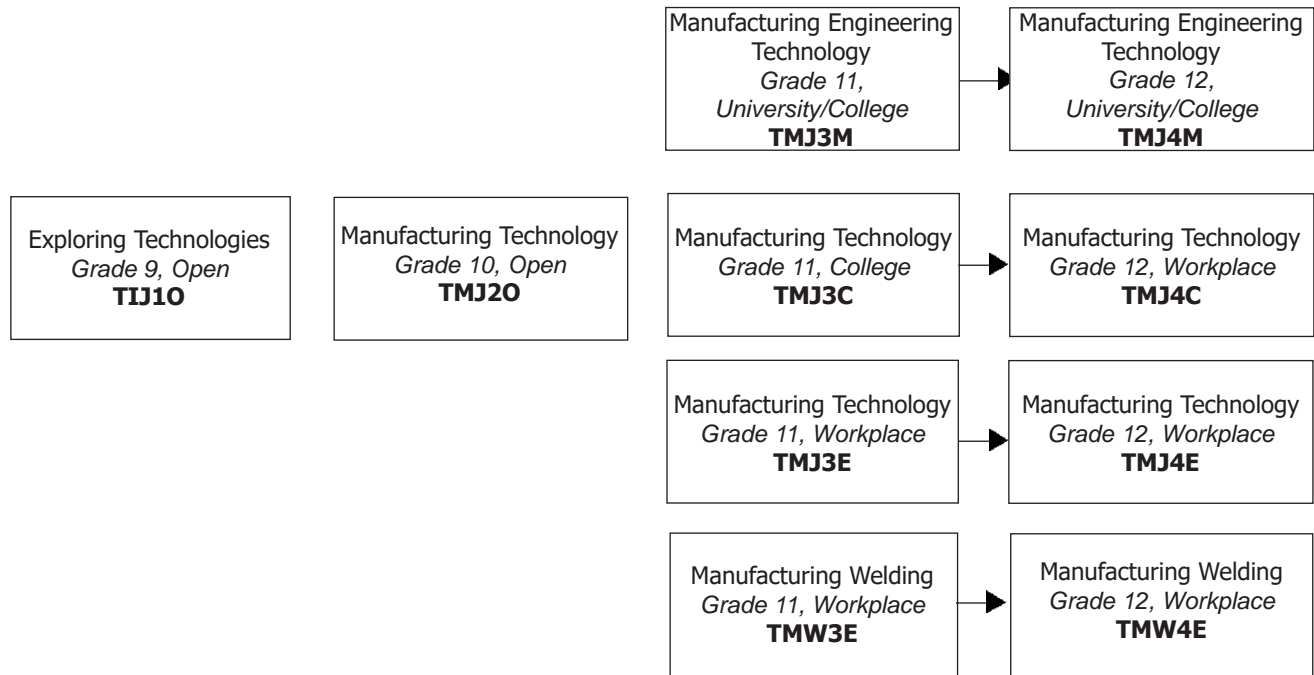 Manufacturing Engineering
Technology
Grade 11,
University/College
TMJ3M
Manufacturing Engineering
Technology
Grade 12,
University/College
TMJ4M
Exploring Technologies
Grade 9, Open
TIJ1O
Manufacturing Technology
Grade 10, Open
TMJ2O
Manufacturing Technology
Grade 11, College
TMJ3C
Manufacturing Technology
Grade 12, Workplace
TMJ4C
Manufacturing Technology
Grade 11, Workplace
TMJ3E
Manufacturing Technology
Grade 12, Workplace
TMJ4E
Manufacturing Welding
Grade 11, Workplace
TMW3E
Manufacturing Welding
Grade 12, Workplace
TMW4E